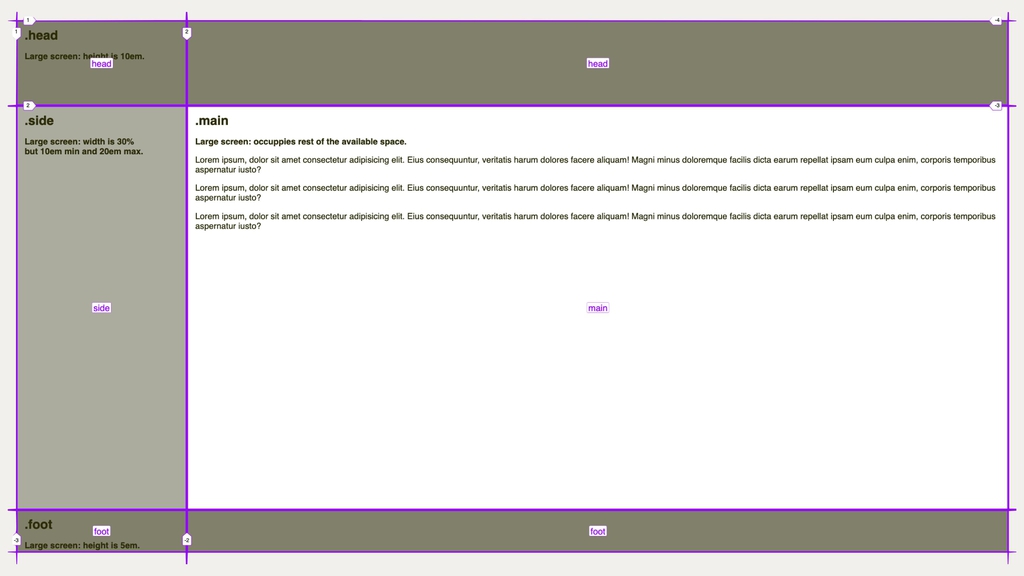 1
-4
1
.head
2
Large screen: height is 10em.
head
head
2
-3
.side
.main
Large screen: width is 30%
but 10em min and 20em max.
Large screen: occuppies rest of the available space.
Lorem ipsum, dolor sit amet consectetur adipisicing elit. Eius consequuntur, veritatis harum dolores facere aliquam! Magni minus doloremque facilis dicta earum repellat ipsam eum culpa enim, corporis temporibus
aspernatur iusto?
Lorem ipsum, dolor sit amet consectetur adipisicing elit. Eius consequuntur, veritatis harum dolores facere aliquam! Magni minus doloremque facilis dicta earum repellat ipsam eum culpa enim, corporis temporibus
aspernatur iusto?
Lorem ipsum, dolor sit amet consectetur adipisicing elit. Eius consequuntur, veritatis harum dolores facere aliquam! Magni minus doloremque facilis dicta earum repellat ipsam eum culpa enim, corporis temporibus
aspernatur iusto?
side
main
.foot
foot
foot
-3
-2
Large screen: height is 5em.